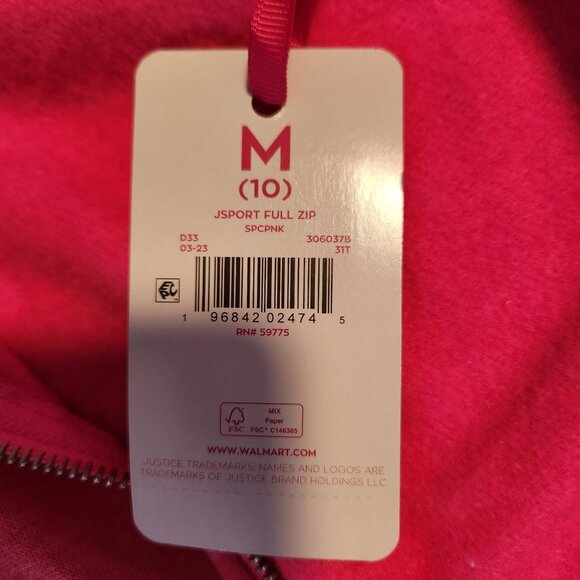 M
(10)
JSPORT FULL ZIP
SPCPNK
D33 306037B
03-23 31T
EPC
1 96842 02474 5
RN# 59775
MIX
Paper
FSC FSC® C146385
WWW.WALMART.COM
JUSTICE TRADEMARKS, NAMES AND LOGOS ARE
TRADEMARKS OF JUSTICE BRAND HOLDINGS LLC